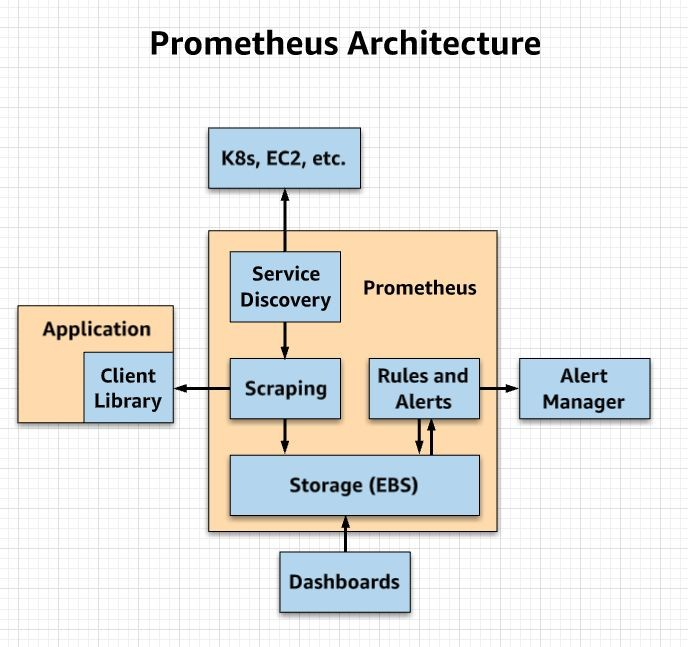 Prometheus Architecture
K8s, EC2, etc.
Service
Discovery
Prometheus
Application
Client
Library
Scraping
Rules and
Alerts
Alert
Manager
Storage (EBS)
Dashboards